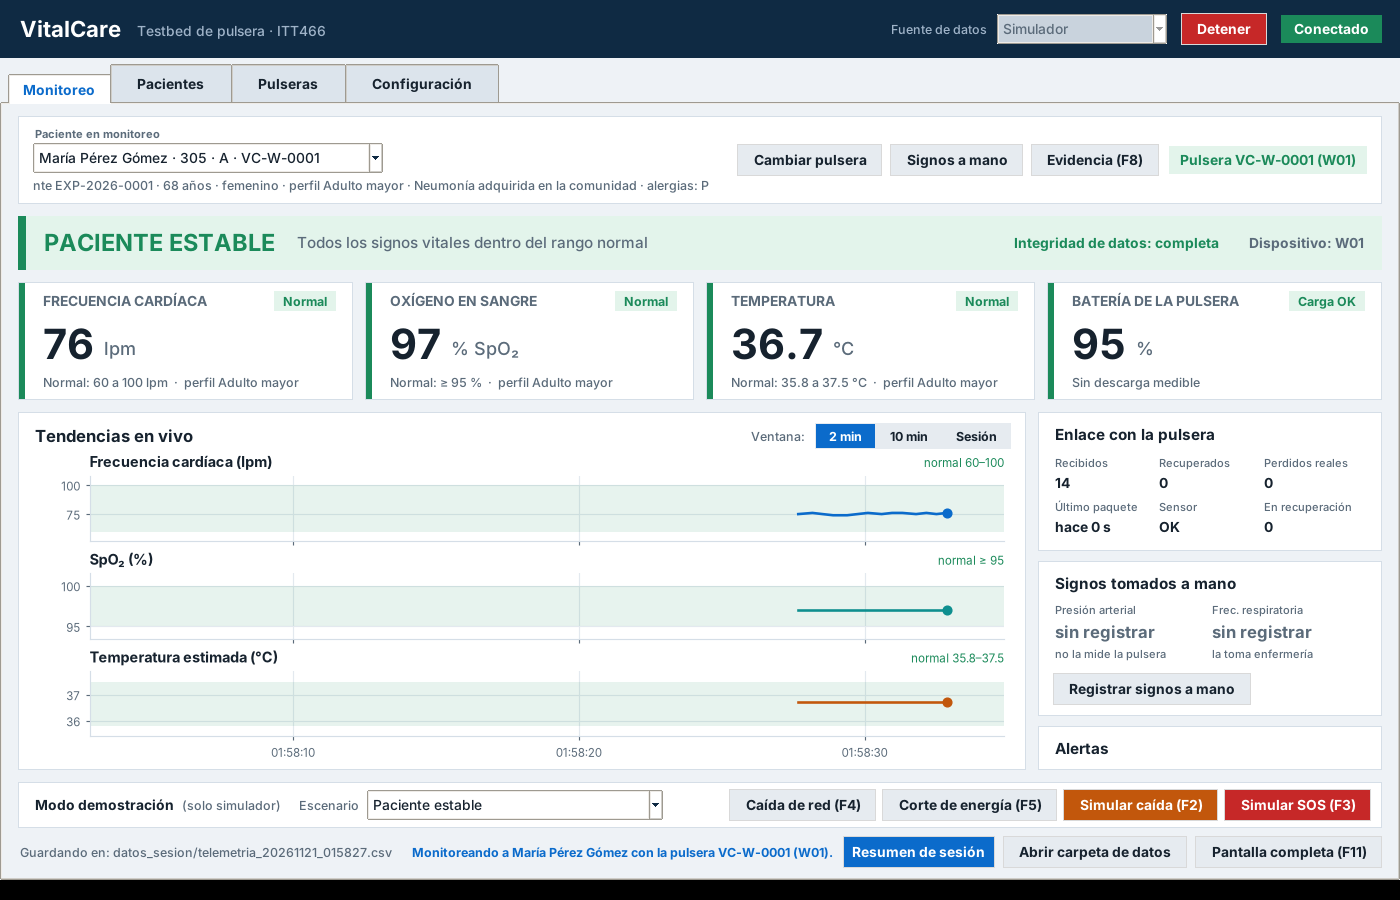 VitalCare
Testbed de pulsera · ITT466
Fuente de datos
Simulador
Detener
Conectado
Monitoreo
Pacientes
Pulseras
Configuración
Paciente en monitoreo
María Pérez Gómez · 305 · A · VC-W-0001
Cambiar pulsera
Signos a mano
Evidencia (F8)
Pulsera VC-W-0001 (W01)
nte EXP-2026-0001 · 68 años · femenino · perfil Adulto mayor · Neumonía adquirida en la comunidad · alergias: P
PACIENTE ESTABLE
Todos los signos vitales dentro del rango normal
Integridad de datos: completa
Dispositivo: W01
FRECUENCIA CARDÍACA
Normal
76 lpm
Normal: 60 a 100 lpm · perfil Adulto mayor
OXÍGENO EN SANGRE
Normal
97 % SpO₂
Normal: ≥ 95 % · perfil Adulto mayor
TEMPERATURA
Normal
36.7 °C
Normal: 35.8 a 37.5 °C · perfil Adulto mayor
BATERÍA DE LA PULSERA
Carga OK
95 %
Sin descarga medible
Tendencias en vivo
Ventana:
2 min
10 min
Sesión
Frecuencia cardíaca (lpm)
normal 60–100
100
75
SpO₂ (%)
normal ≥ 95
100
95
Temperatura estimada (°C)
normal 35.8–37.5
37
36
01:58:10
01:58:20
01:58:30
Enlace con la pulsera
Recibidos
Recuperados
Perdidos reales
14
0
0
Último paquete
Sensor
En recuperación
hace 0 s
OK
0
Signos tomados a mano
Presión arterial
Frec. respiratoria
sin registrar
sin registrar
no la mide la pulsera
la toma enfermería
Registrar signos a mano
Alertas
Modo demostración (solo simulador)
Escenario
Paciente estable
Caída de red (F4)
Corte de energía (F5)
Simular caída (F2)
Simular SOS (F3)
Guardando en: datos_sesion/telemetria_20261121_015827.csv
Monitoreando a María Pérez Gómez con la pulsera VC-W-0001 (W01).
Resumen de sesión
Abrir carpeta de datos
Pantalla completa (F11)